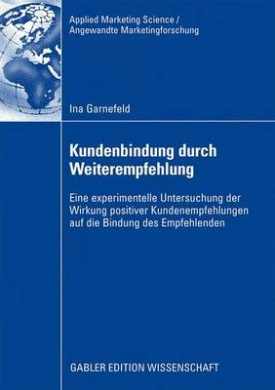 Applied Marketing Science /
Angewandte Marketingforschung
Ina Garnefeld
Kundenbindung durch
Weiterempfehlung
Eine experimentelle Untersuchung der
Wirkung positiver Kundenempfehlungen
auf die Bindung des Empfehlenden
GABLER EDITION WISSENSCHAFT